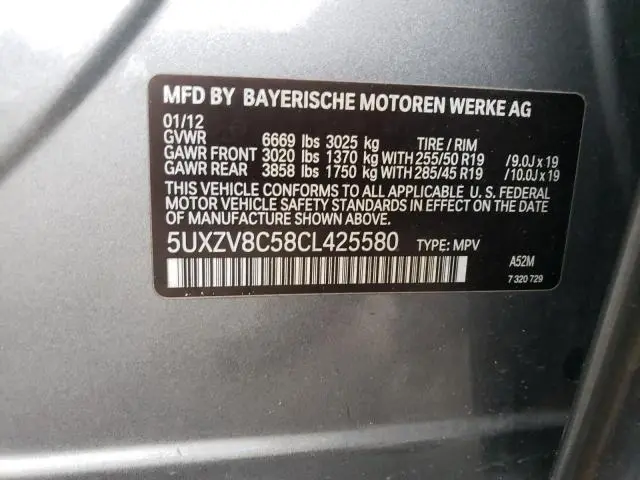 MFD BY BAYERISCHE MOTOREN WERKE AG
01/12
GVWR 6669 lbs 3025 kg TIRE / RIM
GAWR FRONT 3020 lbs 1370 kg WITH 255/50 R19 /9.0J x 19
GAWR REAR 3858 lbs 1750 kg WITH 285/45 R19 /10.0J x 19
THIS VEHICLE CONFORMS TO ALL APPLICABLE U. S. FEDERAL
MOTOR VEHICLE SAFETY STANDARDS IN EFFECT ON THE
DATE OF MANUFACTURE SHOWN ABOVE.
5UXZV8C58CL425580 TYPE: MPV
A52M
7 320 729